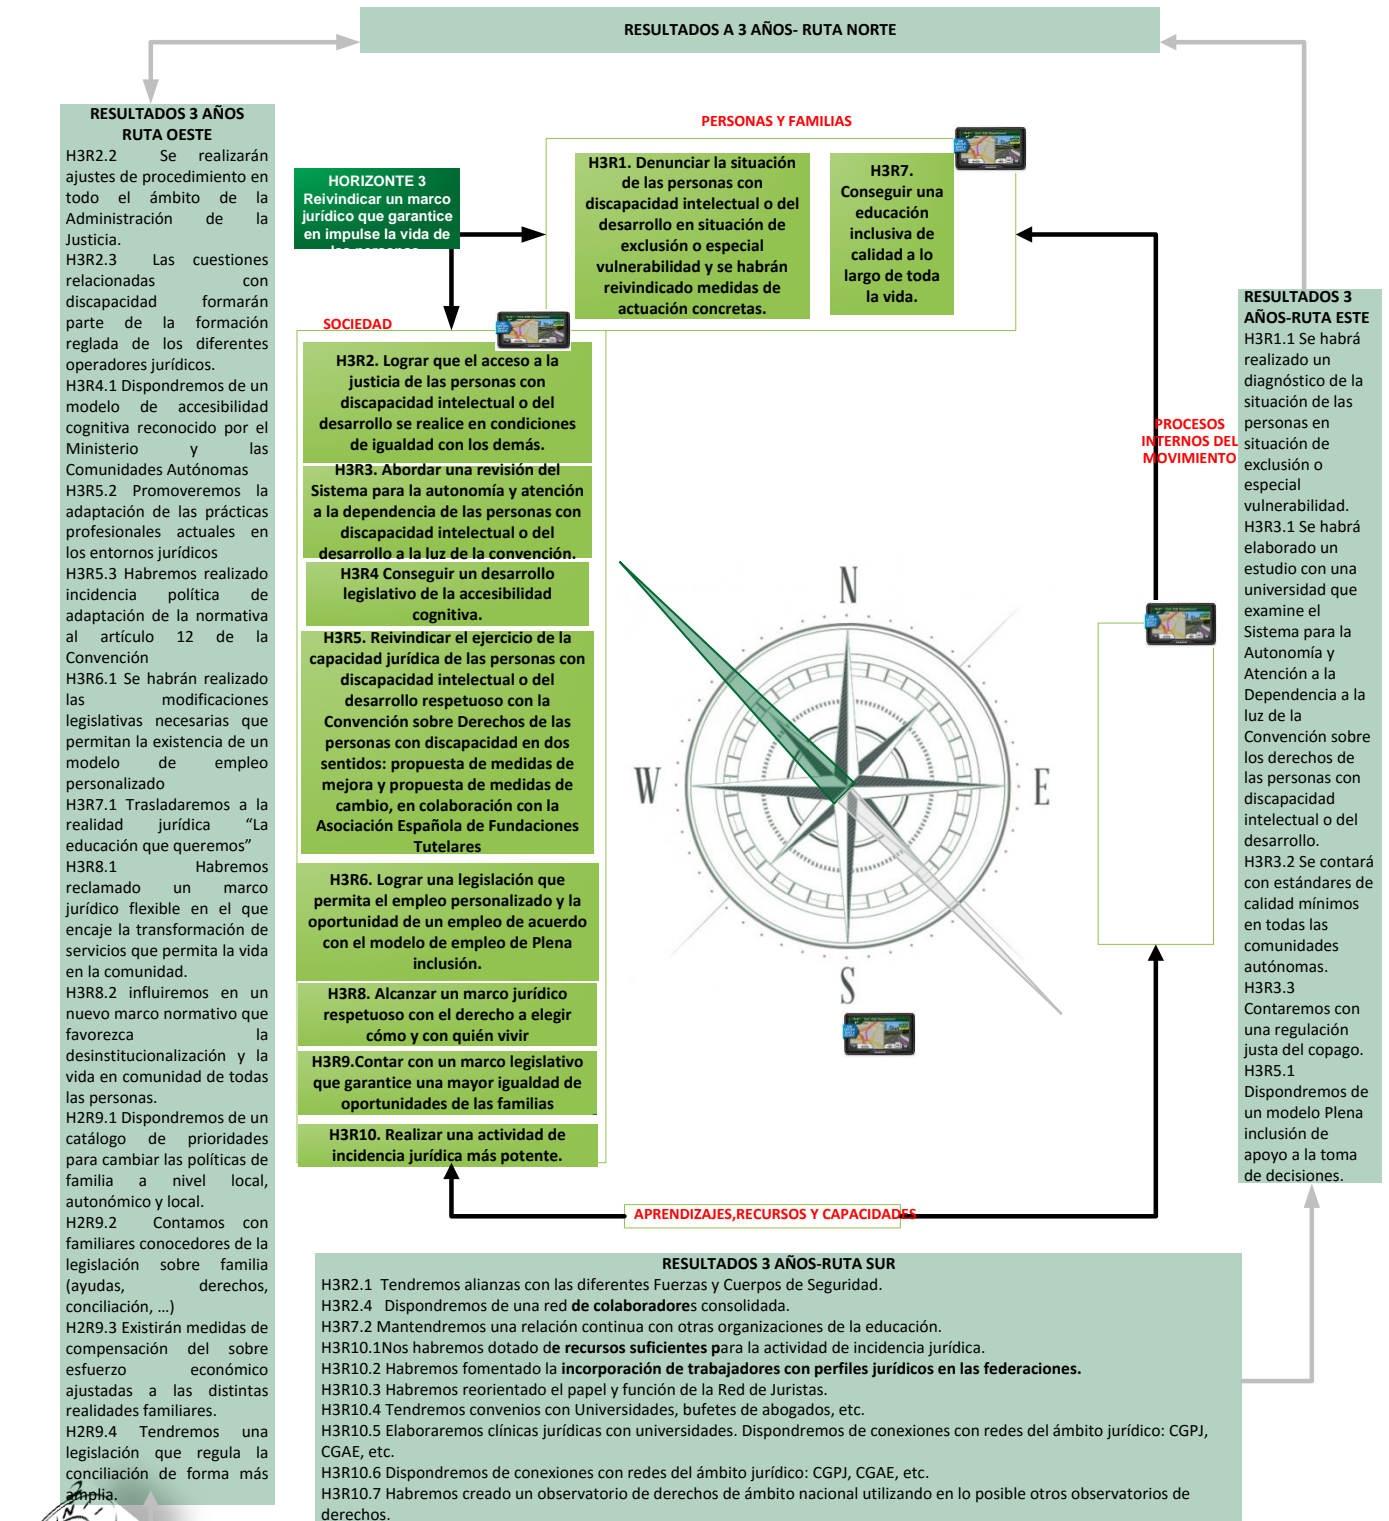 RESULTADOS A 3 AÑOS- RUTA NORTE
RESULTADOS 3 AÑOS
RUTA OESTE
H3R2.2 Se realizarán
ajustes de procedimiento en
todo el ámbito de la
Administración de la
Justicia.
H3R2.3 Las cuestiones
relacionadas con
discapacidad formarán
parte de la formación
reglada de los diferentes
operadores jurídicos.
H3R4.1 Dispondremos de un
modelo de accesibilidad
cognitiva reconocido por el
Ministerio y las
Comunidades Autónomas
H3R5.2 Promoveremos la
adaptación de las prácticas
profesionales actuales en
los entornos jurídicos
H3R5.3 Habremos realizado
incidencia política de
adaptación de la normativa
al artículo 12 de la
Convención
H3R6.1 Se habrán realizado
las modificaciones
legislativas necesarias que
permitan la existencia de un
modelo de empleo
personalizado
H3R7.1 Trasladaremos a la
realidad jurídica “La
educación que queremos”
H3R8.1 Habremos
reclamado un marco
jurídico flexible en el que
encaje la transformación de
servicios que permita la vida
en la comunidad.
H3R8.2 influiremos en un
nuevo marco normativo que
favorezca la
desinstitucionalización y la
vida en comunidad de todas
las personas.
H2R9.1 Dispondremos de un
catálogo de prioridades
para cambiar las políticas de
familia a nivel local,
autonómico y local.
H2R9.2 Contamos con
familiares conocedores de la
legislación sobre familia
(ayudas, derechos,
conciliación, …)
H2R9.3 Existirán medidas de
compensación del sobre
esfuerzo económico
ajustadas a las distintas
realidades familiares.
H2R9.4 Tendremos una
legislación que regula la
conciliación de forma más
amplia.
HORIZONTE 3
Reivindicar un marco
jurídico que garantice
en impulse la vida de
PERSONAS Y FAMILIAS
H3R1. Denunciar la situación
de las personas con
discapacidad intelectual o del
desarrollo en situación de
exclusión o especial
vulnerabilidad y se habrán
reivindicado medidas de
actuación concretas.
H3R7.
Conseguir una
educación
inclusiva de
calidad a lo
largo de toda
la vida.
SOCIEDAD
H3R2. Lograr que el acceso a la
justicia de las personas con
discapacidad intelectual o del
desarrollo se realice en condiciones
de igualdad con los demás.
H3R3. Abordar una revisión del
Sistema para la autonomía y atención
a la dependencia de las personas con
discapacidad intelectual o del
desarrollo a la luz de la convención.
H3R4 Conseguir un desarrollo
legislativo de la accesibilidad
cognitiva.
H3R5. Reivindicar el ejercicio de la
capacidad jurídica de las personas con
discapacidad intelectual o del
desarrollo respetuoso con la
Convención sobre Derechos de las
personas con discapacidad en dos
sentidos: propuesta de medidas de
mejora y propuesta de medidas de
cambio, en colaboración con la
Asociación Española de Fundaciones
Tutelares
H3R6. Lograr una legislación que
permita el empleo personalizado y la
oportunidad de un empleo de acuerdo
con el modelo de empleo de Plena
inclusión.
H3R8. Alcanzar un marco jurídico
respetuoso con el derecho a elegir
cómo y con quién vivir
H3R9.Contar con un marco legislativo
que garantice una mayor igualdad de
oportunidades de las familias
H3R10. Realizar una actividad de
incidencia jurídica más potente.
N
W
E
S
PROCESOS
INTERNOS DEL
MOVIMIENTO
RESULTADOS 3
AÑOS-RUTA ESTE
H3R1.1 Se habrá
realizado un
diagnóstico de la
situación de las
personas en
situación de
exclusión o
especial
vulnerabilidad.
H3R3.1 Se habrá
elaborado un
estudio con una
universidad que
examine el
Sistema para la
Autonomía y
Atención a la
Dependencia a la
luz de la
Convención sobre
los derechos de
las personas con
discapacidad
intelectual o del
desarrollo.
H3R3.2 Se contará
con estándares de
calidad mínimos
en todas las
comunidades
autónomas.
H3R3.3
Contaremos con
una regulación
justa del copago.
H3R5.1
Dispondremos de
un modelo Plena
inclusión de
apoyo a la toma
de decisiones.
APRENDIZAJES,RECURSOS Y CAPACIDADES
RESULTADOS 3 AÑOS-RUTA SUR
H3R2.1 Tendremos alianzas con las diferentes Fuerzas y Cuerpos de Seguridad.
H3R2.4 Dispondremos de una red de colaboradores consolidada.
H3R7.2 Mantendremos una relación continua con otras organizaciones de la educación.
H3R10.1Nos habremos dotado de recursos suficientes para la actividad de incidencia jurídica.
H3R10.2 Habremos fomentado la incorporación de trabajadores con perfiles jurídicos en las federaciones.
H3R10.3 Habremos reorientado el papel y función de la Red de Juristas.
H3R10.4 Tendremos convenios con Universidades, bufetes de abogados, etc.
H3R10.5 Elaboraremos clínicas jurídicas con universidades. Dispondremos de conexiones con redes del ámbito jurídico: CGPJ,
CGAE, etc.
H3R10.6 Dispondremos de conexiones con redes del ámbito jurídico: CGPJ, CGAE, etc.
H3R10.7 Habremos creado un observatorio de derechos de ámbito nacional utilizando en lo posible otros observatorios de
derechos.